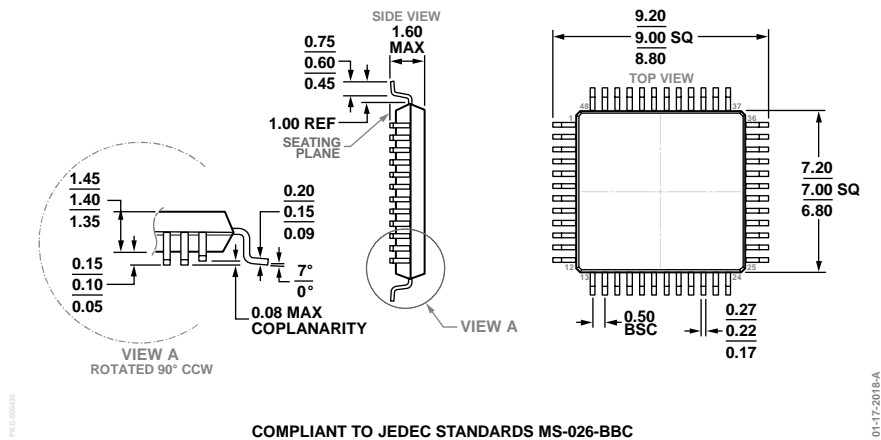 SIDE VIEW
1.60
MAX
0.75
0.60
0.45
1.00 REF
SEATING
PLANE
9.20
9.00 SQ
8.80
TOP VIEW
48
37
1
36
12
25
13
24
7.20
7.00 SQ
6.80
1.45
1.40
1.35
0.20
0.15
0.09
0.15
0.10
0.05
7°
0°
0.08 MAX
COPLANARITY
VIEW A
ROTATED 90° CCW
VIEW A
0.50
BSC
0.27
0.22
0.17
PKG-005430
01-17-2018-A
COMPLIANT TO JEDEC STANDARDS MS-026-BBC